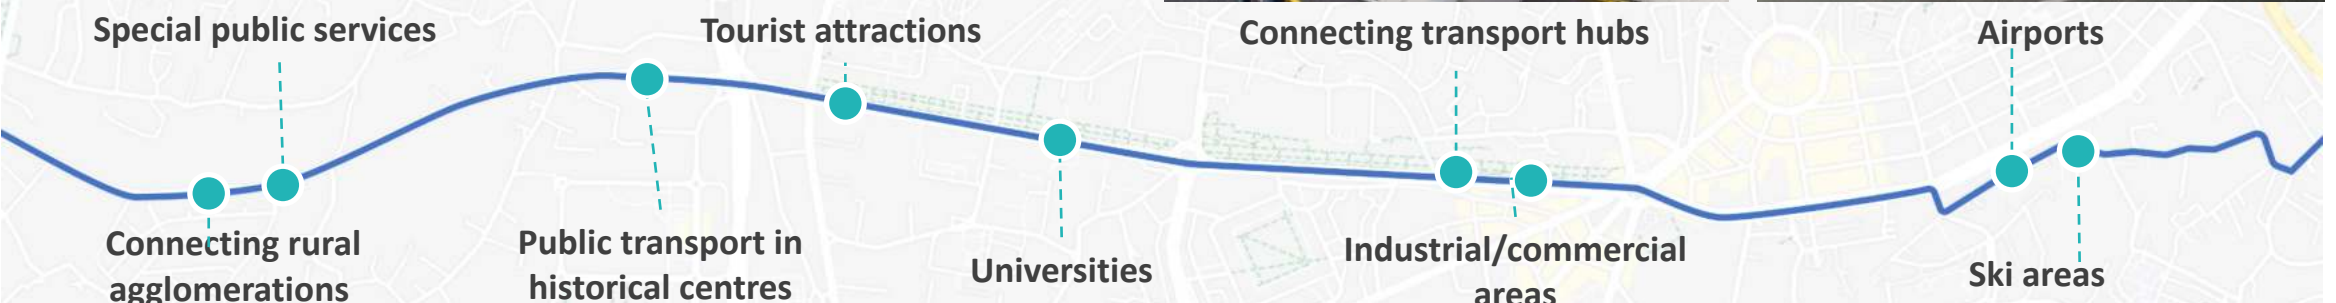 Special public services
Tourist attractions
Connecting transport hubs
Airports
Connecting rural
agglomerations
Public transport in
historical centres
Universities
Industrial/commercial
areas
Ski areas